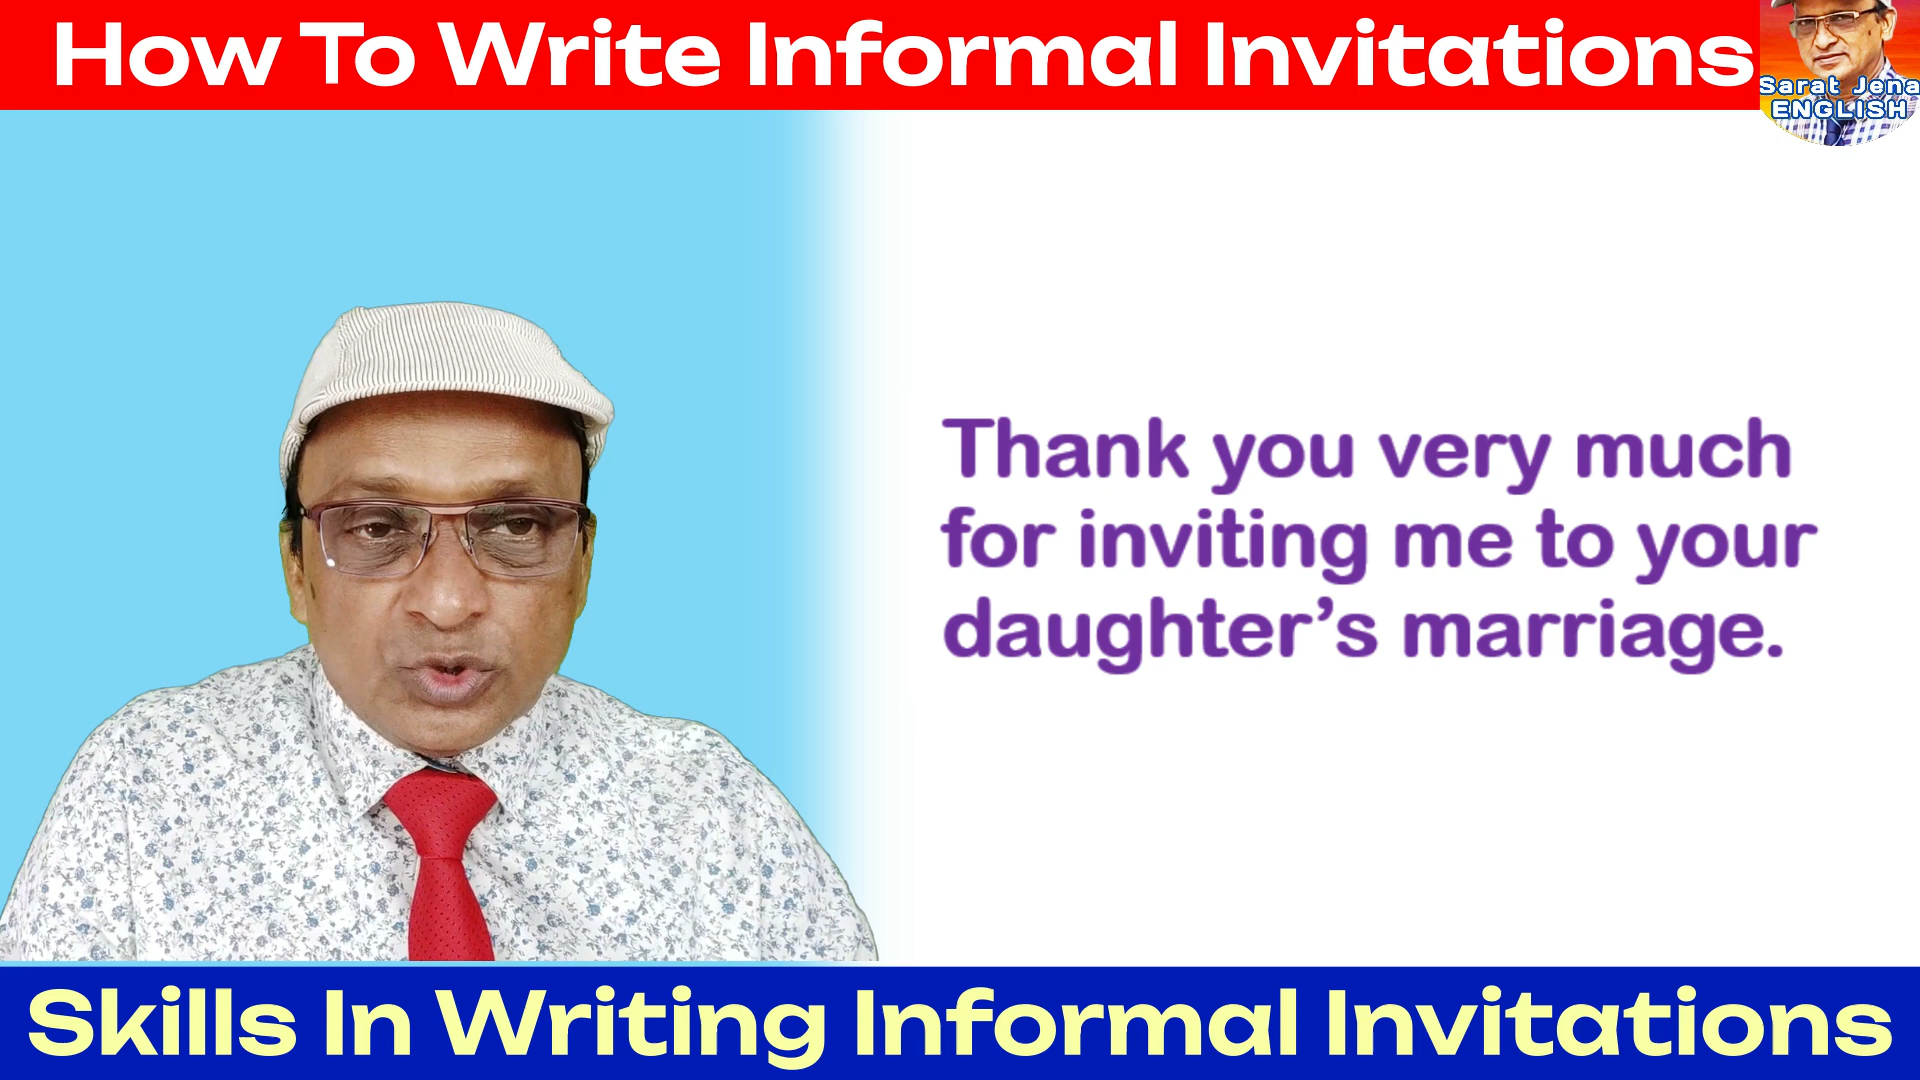 How To Write Informal Invitations
Sarat Jena
ENGLISH
Thank you very much
for inviting me to your
daughter’s marriage.
Skills In Writing Informal Invitations